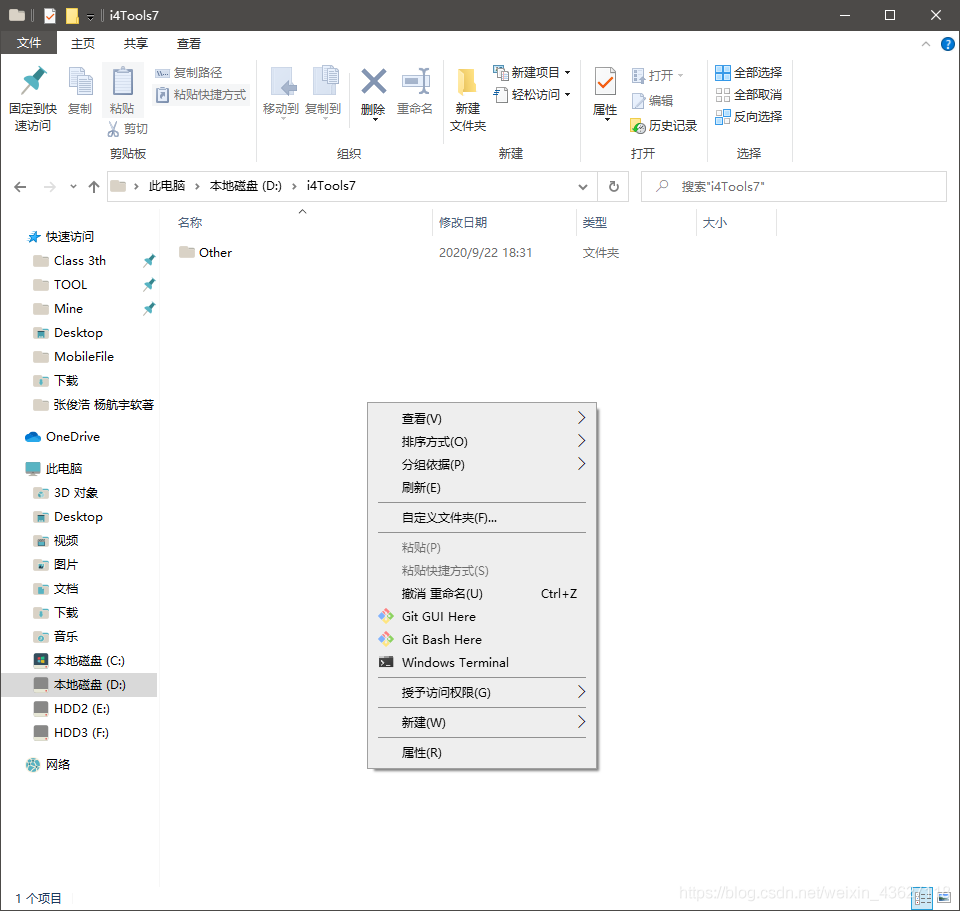 i4Tools7
文件 主页 共享 查看
固定到快速访问
复制
粘贴
复制路径
粘贴快捷方式
剪切
剪贴板
移动到
复制到
删除
重命名
组织
新建文件夹
新建项目
轻松访问
新建
属性
打开
编辑
历史记录
打开
全部选择
全部取消
反向选择
选择
此电脑 › 本地磁盘 (D:) › i4Tools7
搜索"i4Tools7"
名称 修改日期 类型 大小
Other 2020/9/22 18:31 文件夹
快速访问
Class 3th
TOOL
Mine
Desktop
MobileFile
下载
张俊浩 杨航宇软著
OneDrive
此电脑
3D 对象
Desktop
视频
图片
文档
下载
音乐
本地磁盘 (C:)
本地磁盘 (D:)
HDD2 (E:)
HDD3 (F:)
网络
查看(V)
排序方式(O)
分组依据(P)
刷新(E)
自定义文件夹(F)...
粘贴(P)
粘贴快捷方式(S)
撤消 重命名(U) Ctrl+Z
Git GUI Here
Git Bash Here
Windows Terminal
授予访问权限(G)
新建(W)
属性(R)
1 个项目